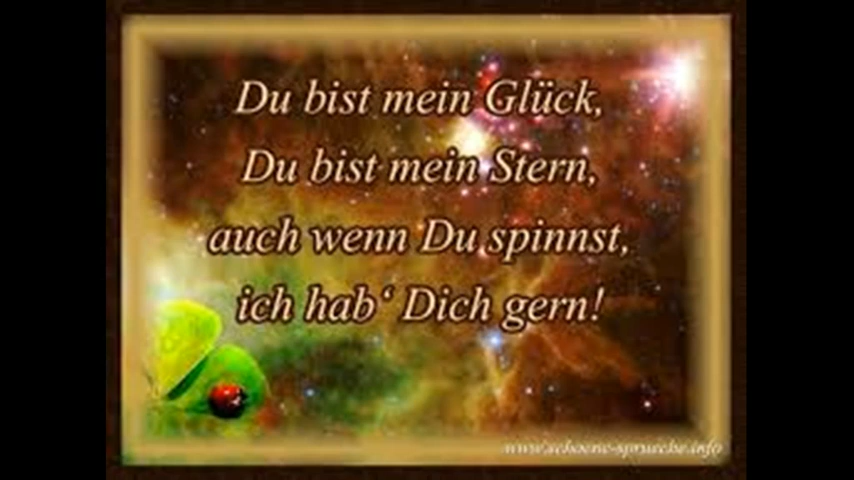 Du bist mein Glück,
Du bist mein Stern,
auch wenn Du spinnst,
ich hab‘ Dich gern!
www.schoene-sprueche.info